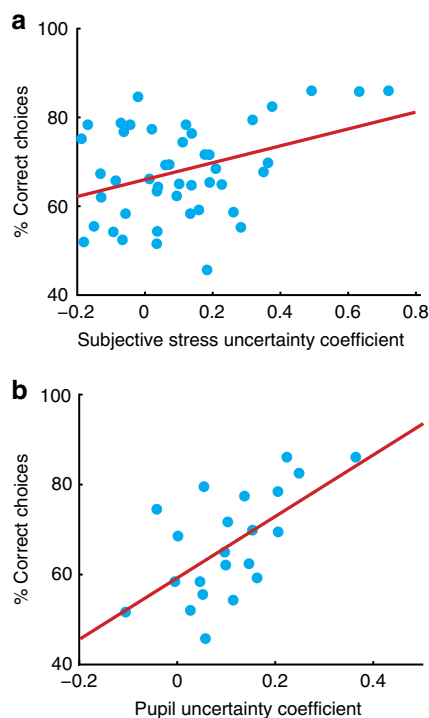 a
100
80
60
40
% Correct choices
−0.2 0 0.2 0.4 0.6 0.8
Subjective stress uncertainty coefficient
b
100
80
60
40
% Correct choices
−0.2 0 0.2 0.4
Pupil uncertainty coefficient